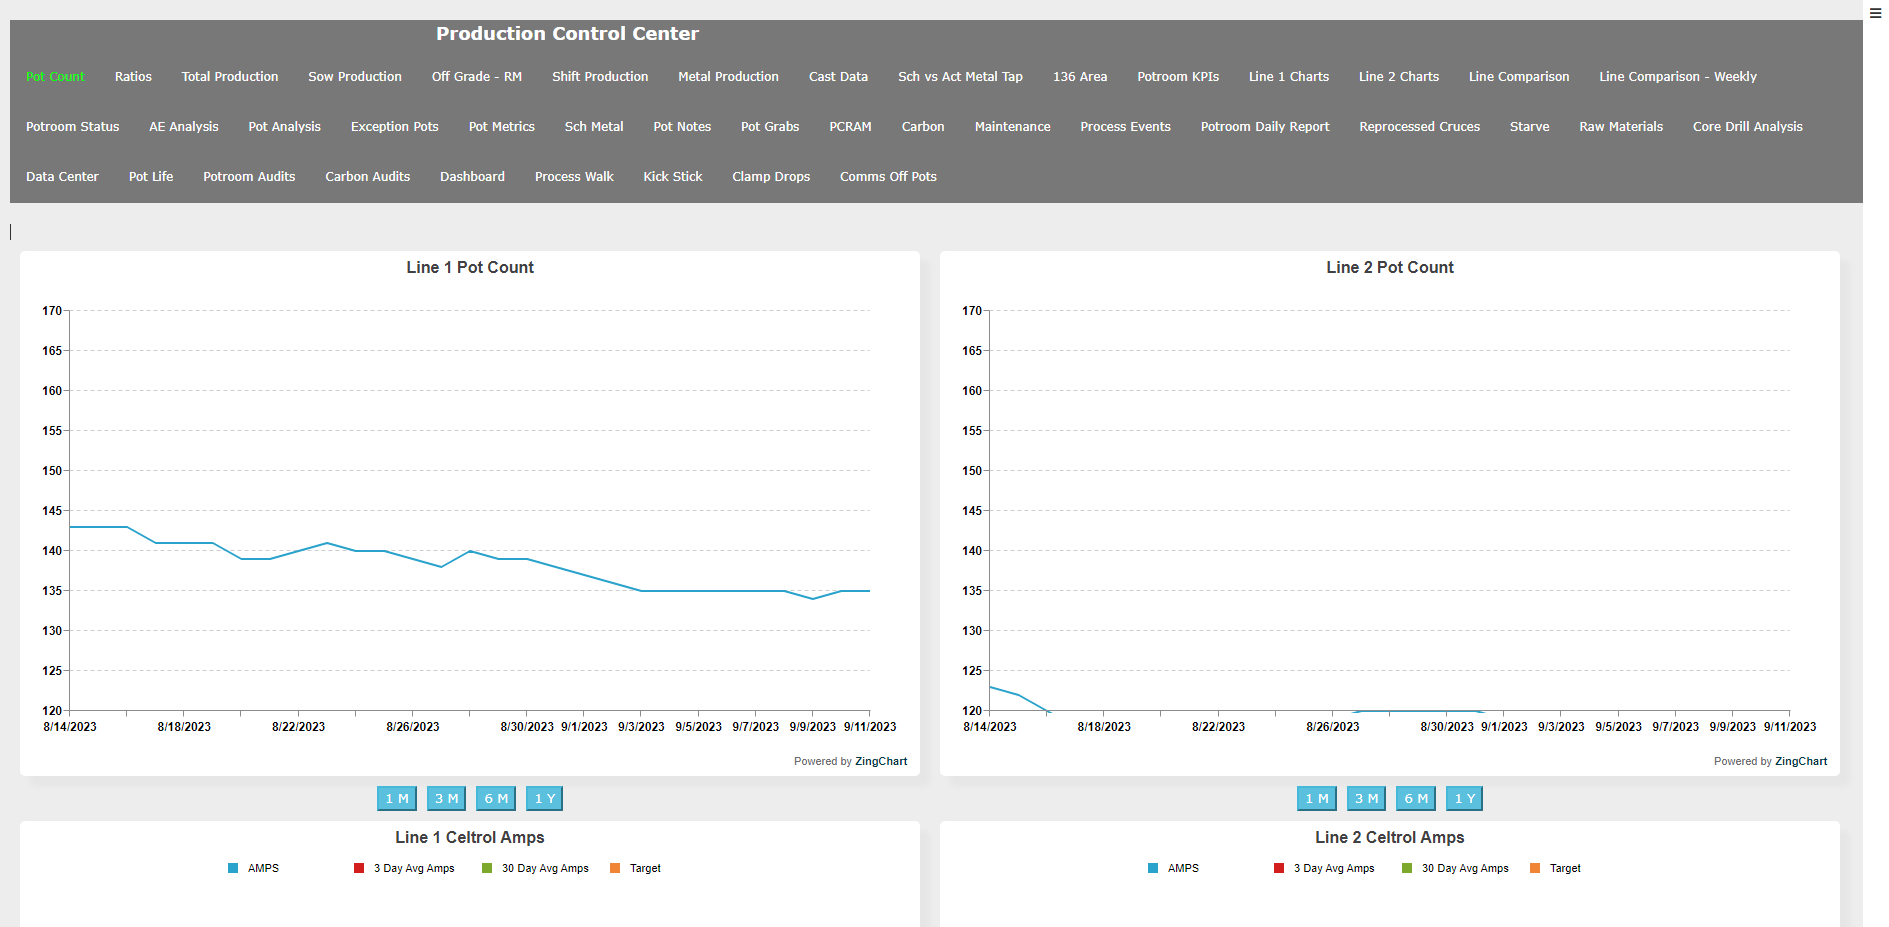 Production Control Center
Pot Count Ratios Total Production Sow Production Off Grade - RM Shift Production Metal Production Cast Data Sch vs Act Metal Tap 136 Area Potroom KPIs Line 1 Charts Line 2 Charts Line Comparison Line Comparison - Weekly
Potroom Status AE Analysis Pot Analysis Exception Pots Pot Metrics Sch Metal Pot Notes Pot Grabs PCRAM Carbon Maintenance Process Events Potroom Daily Report Reprocessed Cruces Starve Raw Materials Core Drill Analysis
Data Center Pot Life Potroom Audits Carbon Audits Dashboard Process Walk Kick Stick Clamp Drops Comms Off Pots
Line 1 Pot Count
170
165
160
155
150
145
140
135
130
125
120
8/14/2023 8/18/2023 8/22/2023 8/26/2023 8/30/2023 9/1/2023 9/3/2023 9/5/2023 9/7/2023 9/9/2023 9/11/2023
Powered by ZingChart
1 M 3 M 6 M 1 Y
Line 2 Pot Count
170
165
160
155
150
145
140
135
130
125
120
8/14/2023 8/18/2023 8/22/2023 8/26/2023 8/30/2023 9/1/2023 9/3/2023 9/5/2023 9/7/2023 9/9/2023 9/11/2023
Powered by ZingChart
1 M 3 M 6 M 1 Y
Line 1 Celtrol Amps
AMPS 3 Day Avg Amps 30 Day Avg Amps Target
Line 2 Celtrol Amps
AMPS 3 Day Avg Amps 30 Day Avg Amps Target